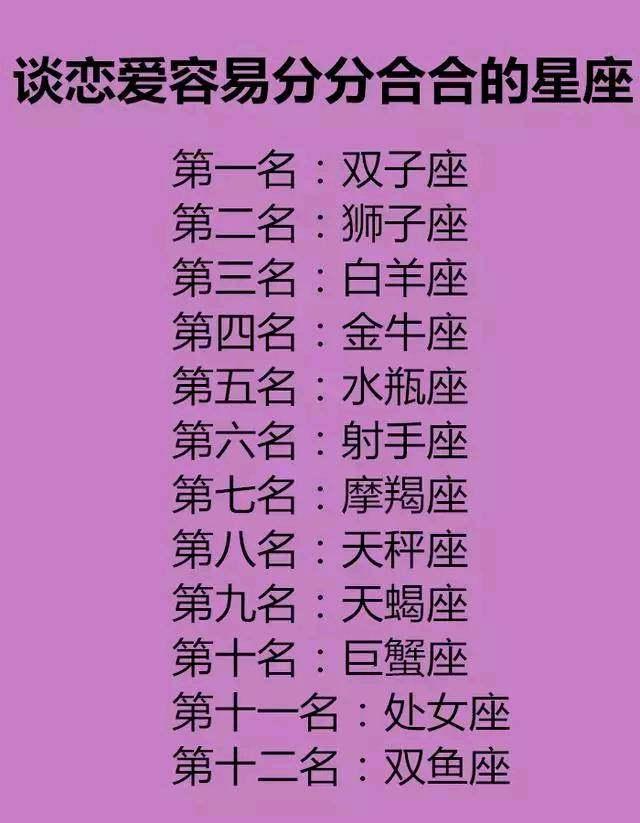 谈恋爱容易分分合合的星座
第一名：双子座
第二名：狮子座
第三名：白羊座
第四名：金牛座
第五名：水瓶座
第六名：射手座
第七名：摩羯座
第八名：天秤座
第九名：天蝎座
第十名：巨蟹座
第十一名：处女座
第十二名：双鱼座